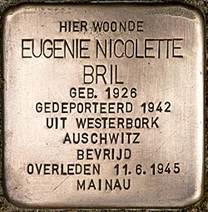 HIER WOONDE
EUGENIE NICOLETTE
BRIL
GEB. 1926
GEDEPORTEERD 1942
UIT WESTERBORK
AUSCHWITZ
BEVRIJD
OVERLEDEN 11.6.1945
MAINAU